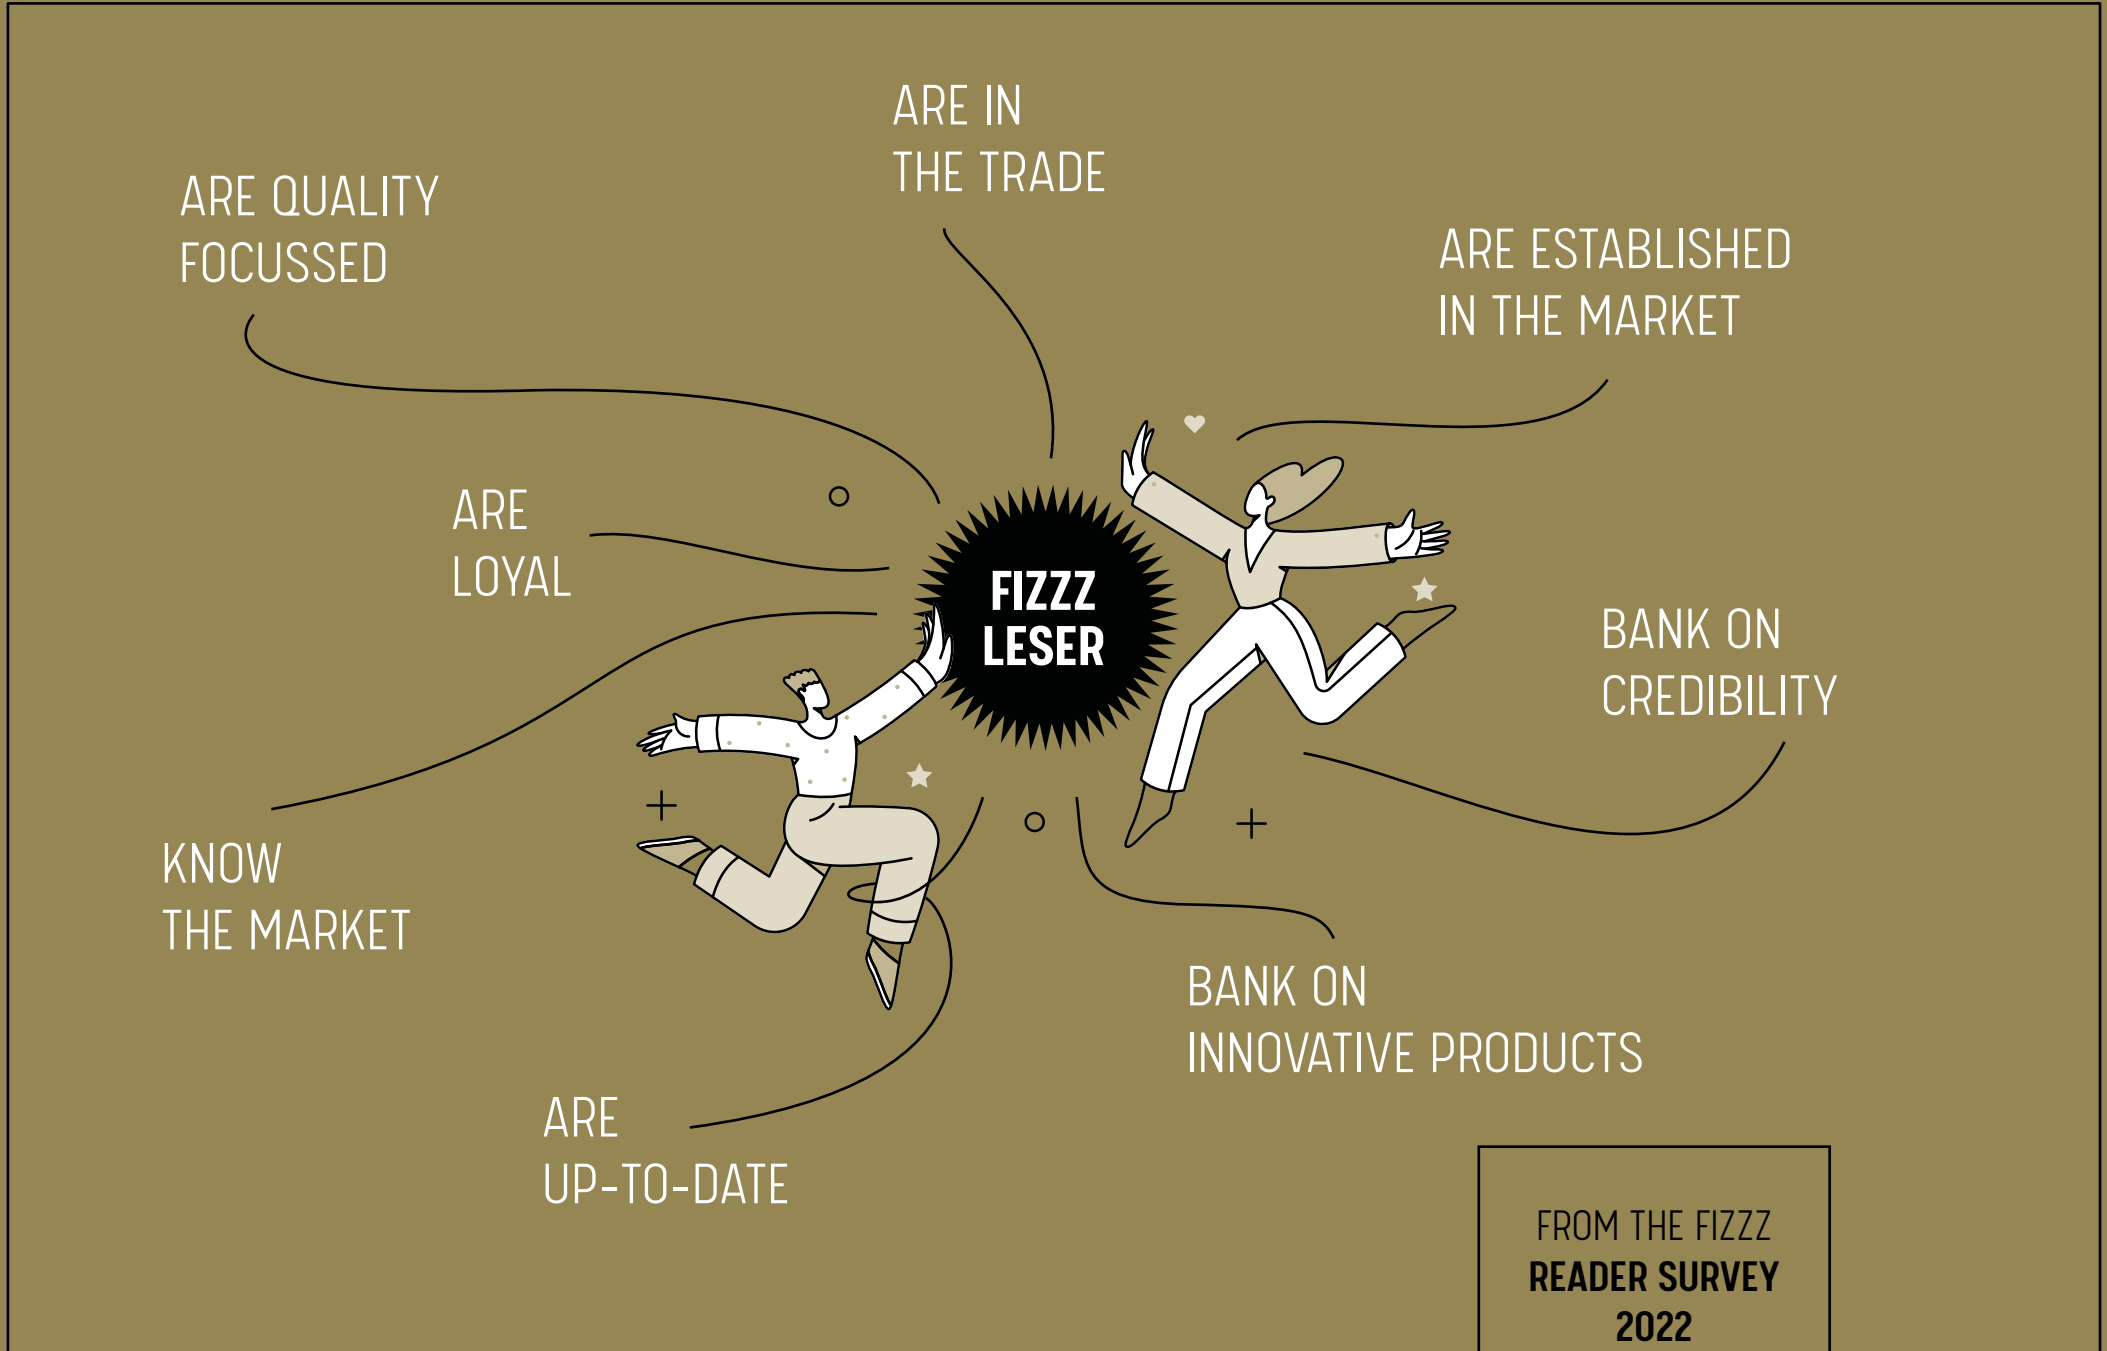 ARE IN
THE TRADE
ARE QUALITY
FOCUSSED
ARE ESTABLISHED
IN THE MARKET
ARE
LOYAL
FIZZZ
LESER
BANK ON
CREDIBILITY
KNOW
THE MARKET
BANK ON
INNOVATIVE PRODUCTS
ARE
UP-TO-DATE
FROM THE FIZZZ
READER SURVEY
2022